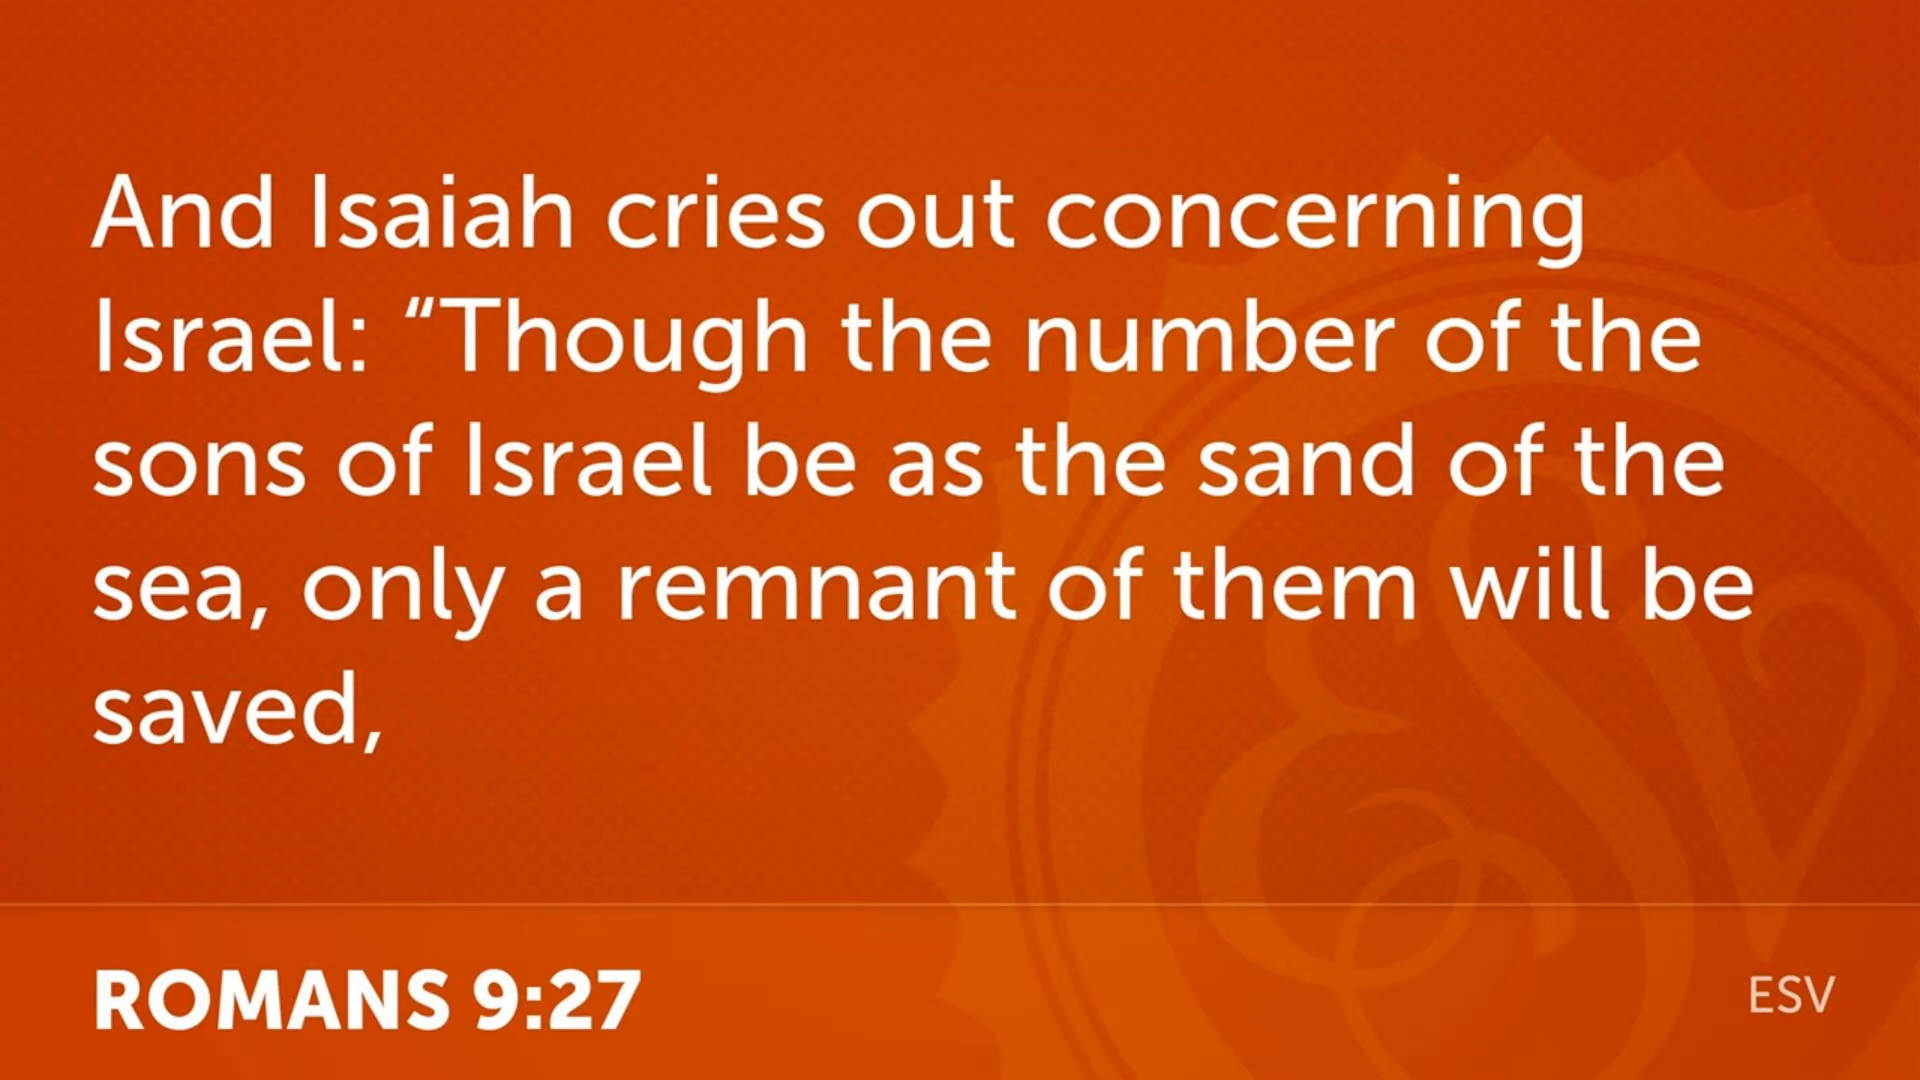 And Isaiah cries out concerning
Israel: “Though the number of the
sons of Israel be as the sand of the
sea, only a remnant of them will be
saved,
ROMANS 9:27
ESV
ESV